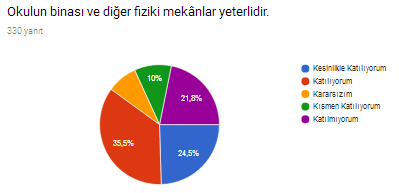 Okulun binası ve diğer fiziki mekânlar yeterlidir.
330 yanıt
Kesinlikle Katılıyorum
Katılıyorum
Kararsızım
Kısmen Katılıyorum
Katılmıyorum
10%
21,8%
35,5%
24,5%